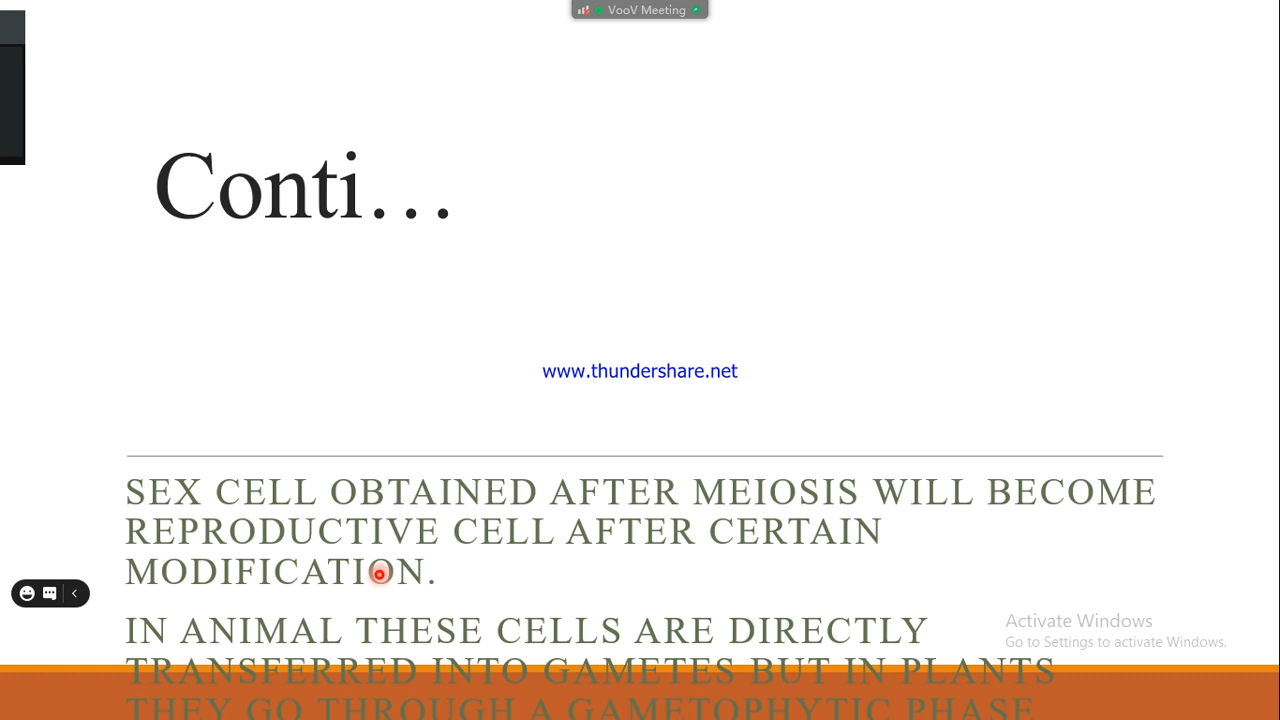 VooV Meeting
Conti…
www.thundershare.net
SEX CELL OBTAINED AFTER MEIOSIS WILL BECOME
REPRODUCTIVE CELL AFTER CERTAIN
MODIFICATION.
IN ANIMAL THESE CELLS ARE DIRECTLY
TRANSFERRED INTO GAMETES BUT IN PLANTS
THEY GO THROUGH A GAMETOPHYTIC PHASE
Activate Windows
Go to Settings to activate Windows.